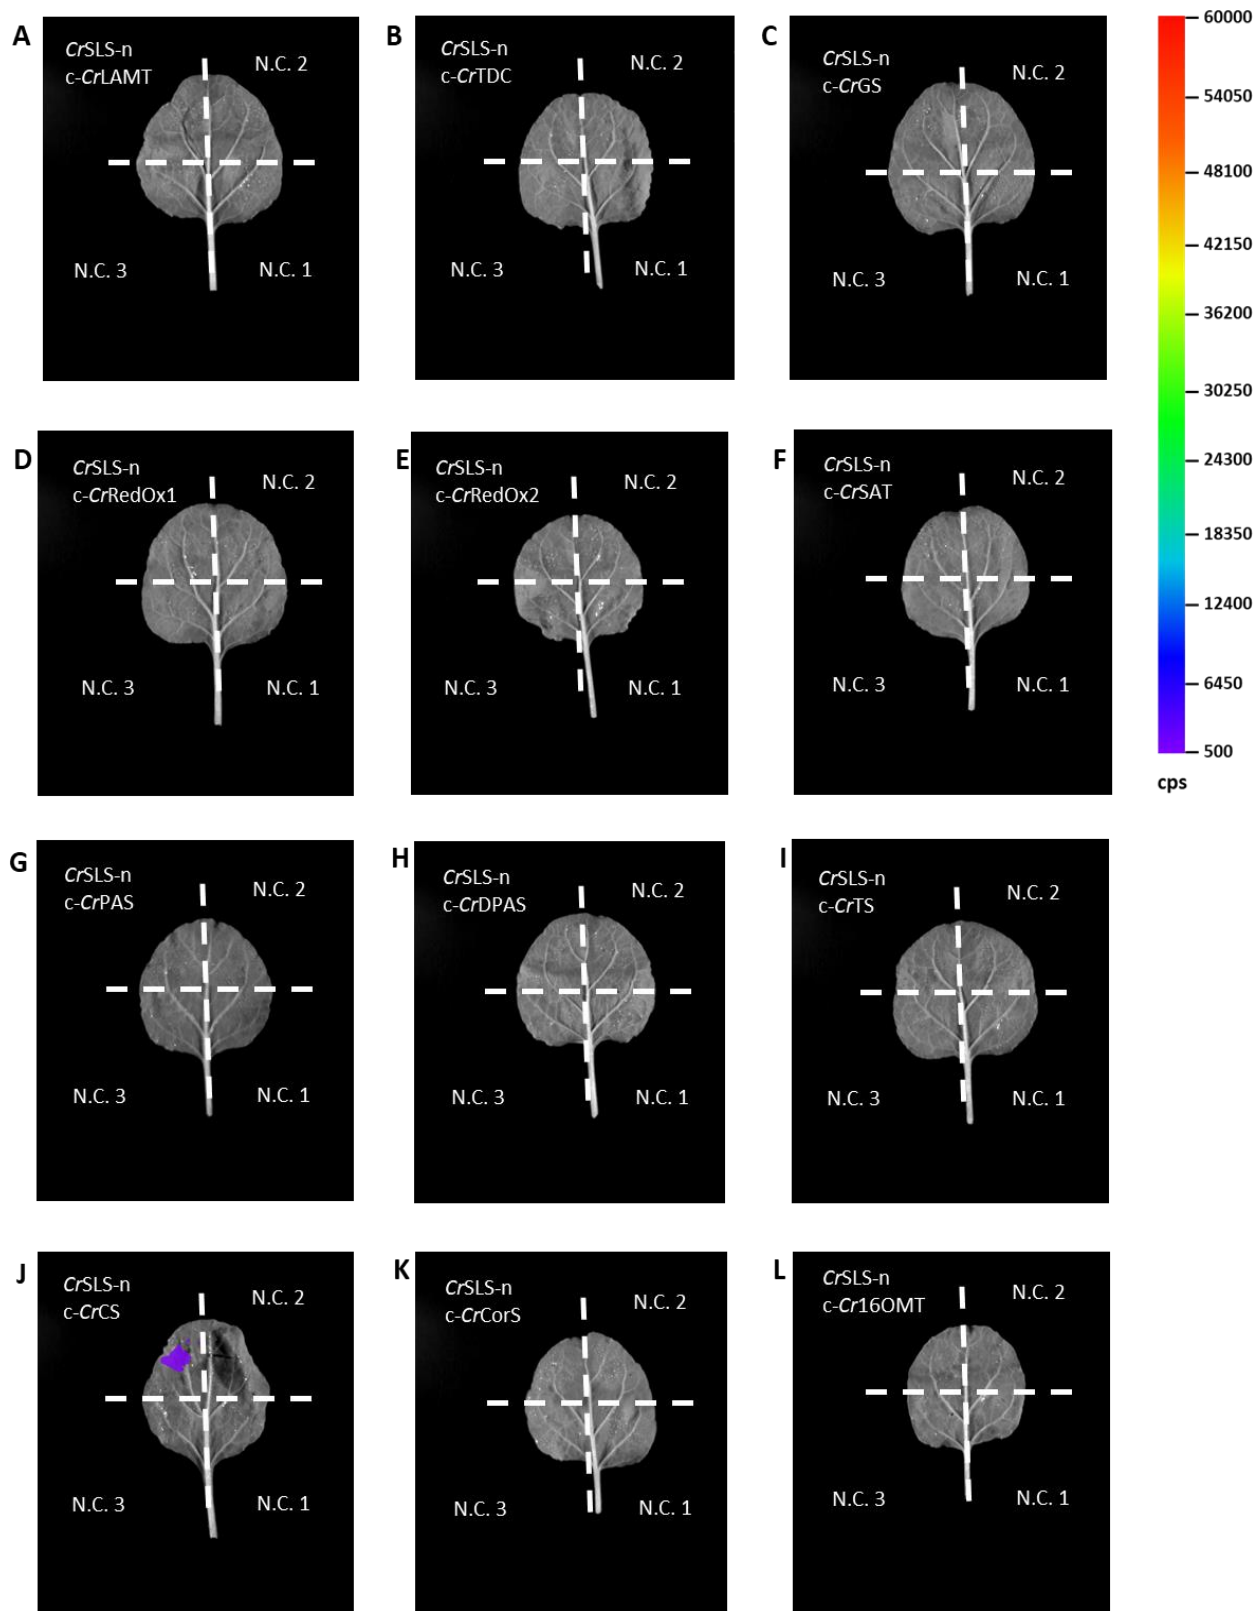 A
CrSLS-n
c-CrLAMT
N.C. 2
N.C. 3
N.C. 1
B
CrSLS-n
c-CrTDC
N.C. 2
N.C. 3
N.C. 1
C
CrSLS-n
c-CrGS
N.C. 2
N.C. 3
N.C. 1
60000
54050
48100
42150
36200
30250
24300
18350
12400
6450
500
cps
D
CrSLS-n
c-CrRedOx1
N.C. 2
N.C. 3
N.C. 1
E
CrSLS-n
c-CrRedOx2
N.C. 2
N.C. 3
N.C. 1
F
CrSLS-n
c-CrSAT
N.C. 2
N.C. 3
N.C. 1
G
CrSLS-n
c-CrPAS
N.C. 2
N.C. 3
N.C. 1
H
CrSLS-n
c-CrDPAS
N.C. 2
N.C. 3
N.C. 1
I
CrSLS-n
c-CrTS
N.C. 2
N.C. 3
N.C. 1
J
CrSLS-n
c-CrCS
N.C. 2
N.C. 3
N.C. 1
K
CrSLS-n
c-CrCorS
N.C. 2
N.C. 3
N.C. 1
L
CrSLS-n
c-Cr16OMT
N.C. 2
N.C. 3
N.C. 1